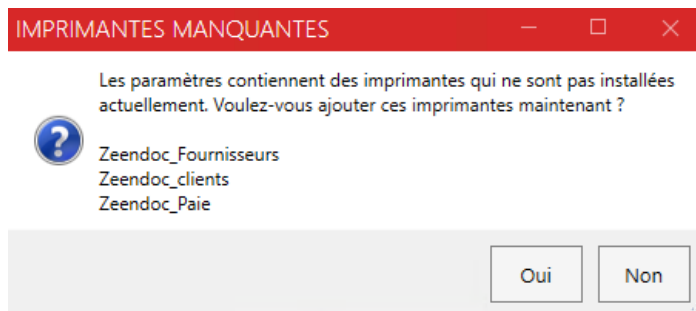 IMPRIMANTES MANQUANTES
Les paramètres contiennent des imprimantes qui ne sont pas installées
actuellement. Voulez-vous ajouter ces imprimantes maintenant ?
Zeendoc_Fournisseurs
Zeendoc_clients
Zeendoc_Paie
Oui
Non